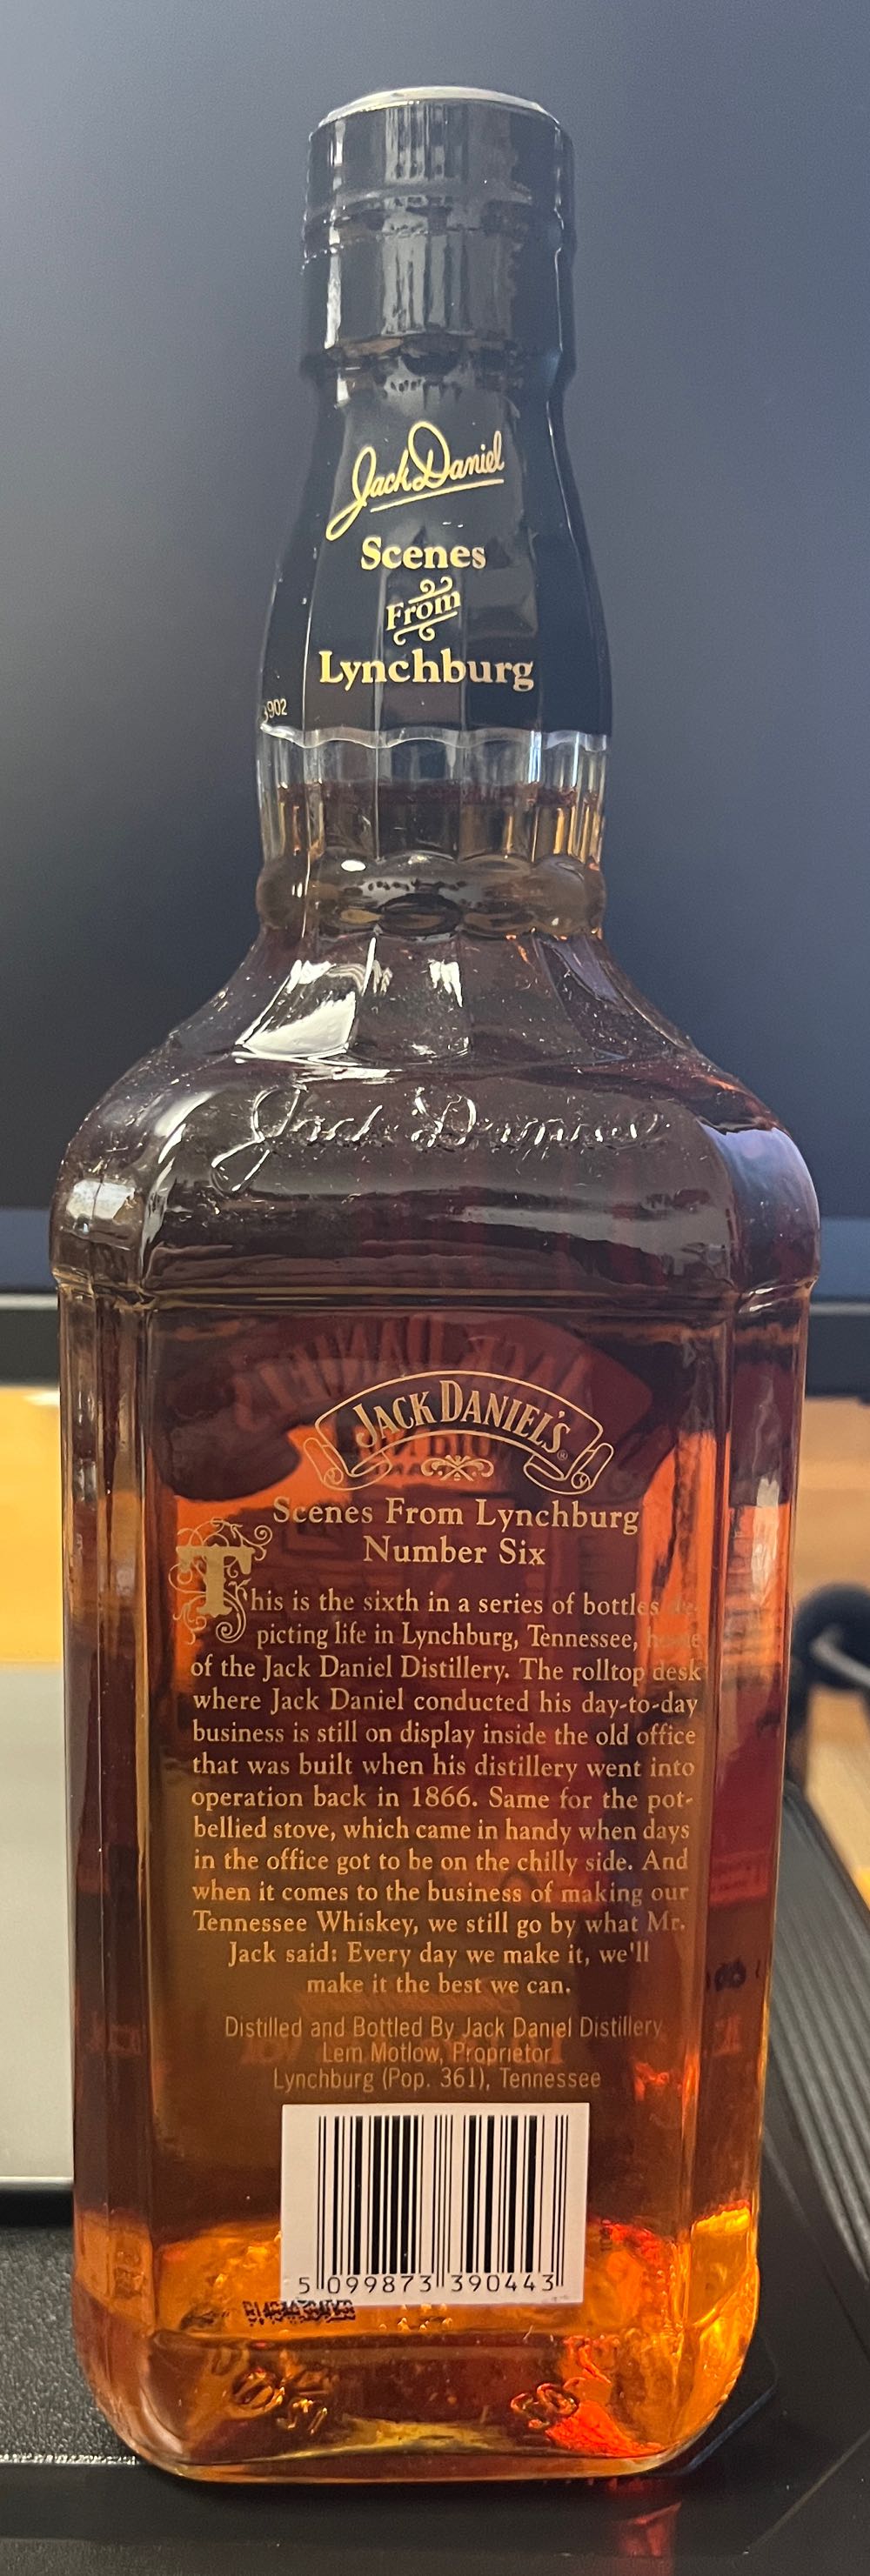 Jack Daniel
Scenes
From
Lynchburg
3902
Jack Daniel
JACK DANIEL'S ®
Scenes From Lynchburg
Number Six
This is the sixth in a series of bottles de-
picting life in Lynchburg, Tennessee, home
of the Jack Daniel Distillery. The rolltop desk
where Jack Daniel conducted his day-to-day
business is still on display inside the old office
that was built when his distillery went into
operation back in 1866. Same for the pot-
bellied stove, which came in handy when days
in the office got to be on the chilly side. And
when it comes to the business of making our
Tennessee Whiskey, we still go by what Mr.
Jack said: Every day we make it, we'll
make it the best we can.
Distilled and Bottled By Jack Daniel Distillery
Lem Motlow, Proprietor
Lynchburg (Pop. 361), Tennessee
5 099873 390443